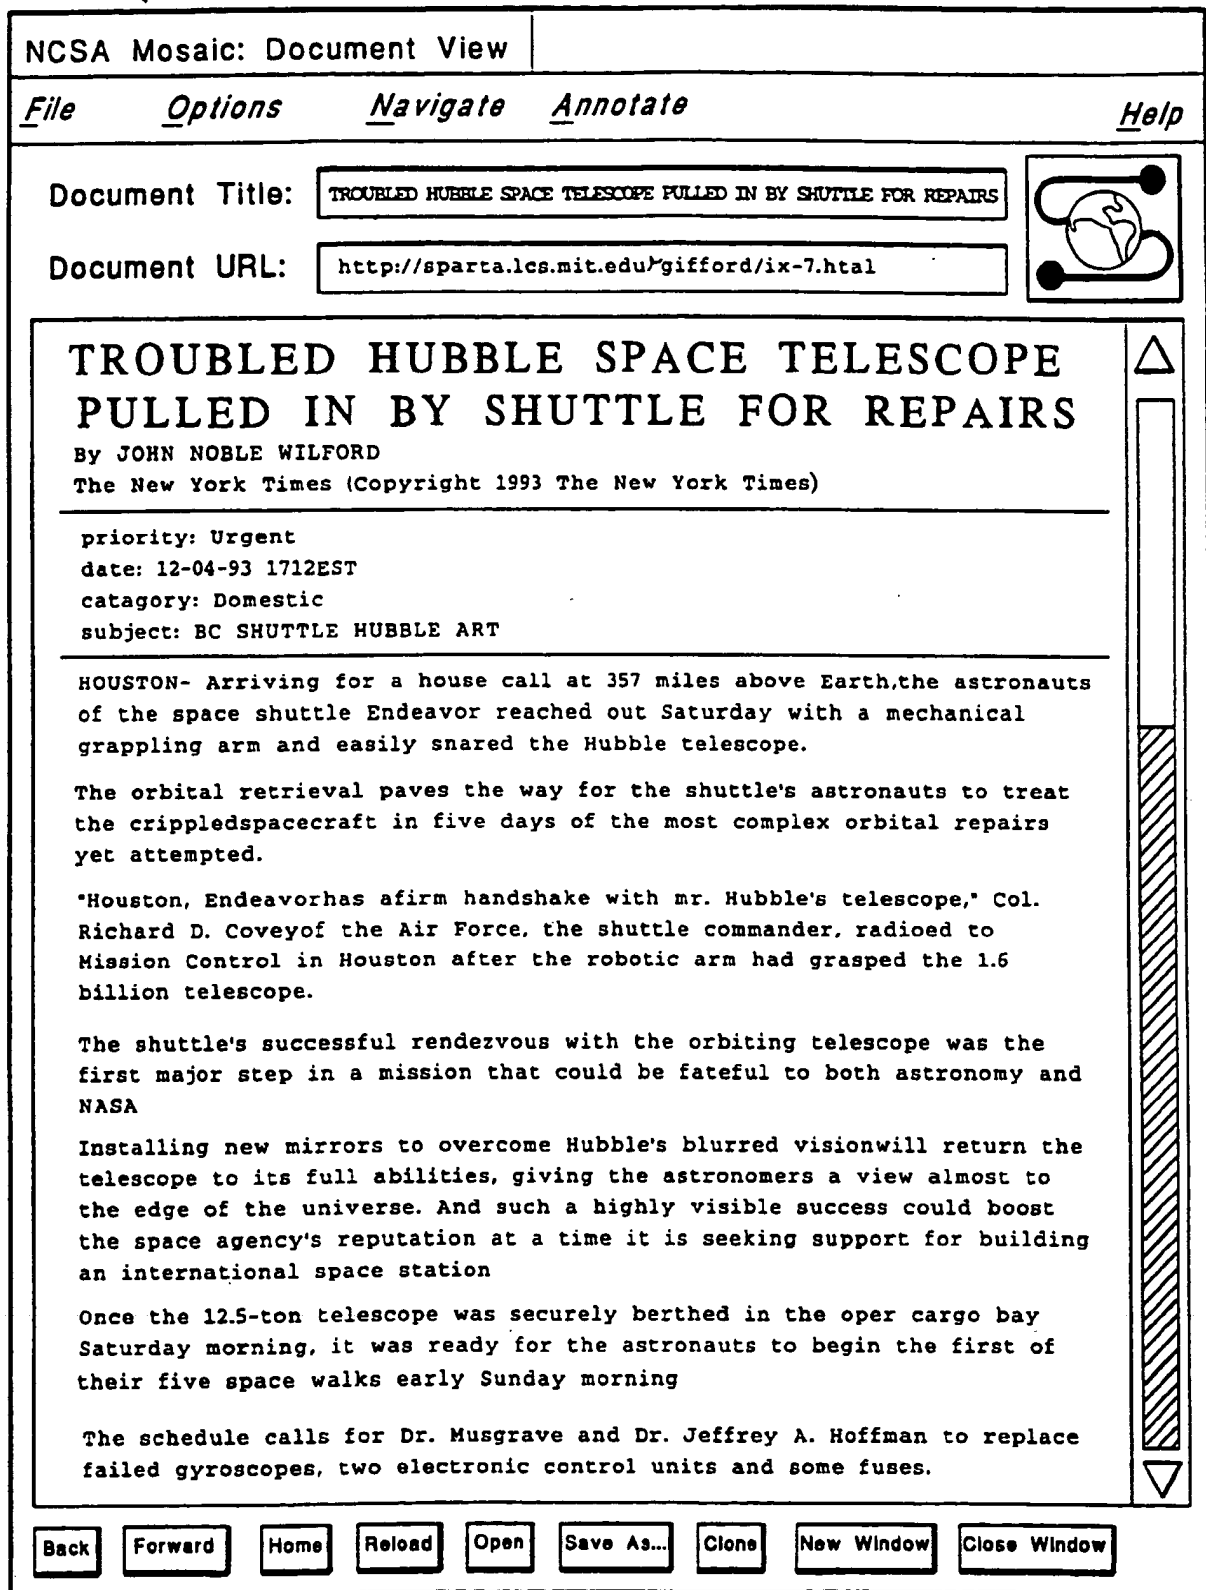 NCSA Mosaic: Document View
File Options Navigate Annotate Help
Document Title: TROUBLED HUBBLE SPACE TELESCOPE PULLED IN BY SHUTTLE FOR REPAIRS
Document URL: http://sparta.lcs.mit.edu/~gifford/ix-7.htal
TROUBLED HUBBLE SPACE TELESCOPE
PULLED IN BY SHUTTLE FOR REPAIRS
By JOHN NOBLE WILFORD
The New York Times (Copyright 1993 The New York Times)
priority: Urgent
date: 12-04-93 1712EST
catagory: Domestic
subject: BC SHUTTLE HUBBLE ART
HOUSTON- Arriving for a house call at 357 miles above Earth,the astronauts
of the space shuttle Endeavor reached out Saturday with a mechanical
grappling arm and easily snared the Hubble telescope.
The orbital retrieval paves the way for the shuttle's astronauts to treat
the crippledspacecraft in five days of the most complex orbital repairs
yet attempted.
"Houston, Endeavorhas afirm handshake with mr. Hubble's telescope," Col.
Richard D. Coveyof the Air Force, the shuttle commander, radioed to
Mission Control in Houston after the robotic arm had grasped the 1.6
billion telescope.
The shuttle's successful rendezvous with the orbiting telescope was the
first major step in a mission that could be fateful to both astronomy and
NASA
Installing new mirrors to overcome Hubble's blurred visionwill return the
telescope to its full abilities, giving the astronomers a view almost to
the edge of the universe. And such a highly visible success could boost
the space agency's reputation at a time it is seeking support for building
an international space station
Once the 12.5-ton telescope was securely berthed in the oper cargo bay
Saturday morning, it was ready for the astronauts to begin the first of
their five space walks early Sunday morning
The schedule calls for Dr. Musgrave and Dr. Jeffrey A. Hoffman to replace
failed gyroscopes, two electronic control units and some fuses.
Back Forward Home Reload Open Save As... Clone New Window Close Window